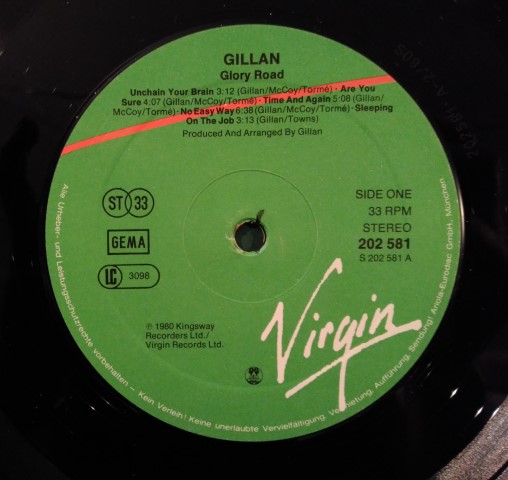 GILLAN
Glory Road
Unchain Your Brain 3:12 (Gillan/McCoy/Tormé) · Are You
Sure 4:07 (Gillan/McCoy/Tormé) · Time And Again 5:08 (Gillan/
McCoy/Tormé) · No Easy Way 6:38 (Gillan/McCoy/Tormé) · Sleeping
On The Job 3:13 (Gillan/Towns)
Produced And Arranged By Gillan
ST 33
GEMA
LC 3098
SIDE ONE
33 RPM
STEREO
202 581
S 202 581 A
℗ 1980 Kingsway
Recorders Ltd./
Virgin Records Ltd.
Virgin
Alle Urheber- und Leistungsschutzrechte vorbehalten – Kein Verleih! Keine unerlaubte Vervielfältigung, Vermietung, Aufführung, Sendung! Ariola-Eurodisc GmbH, München